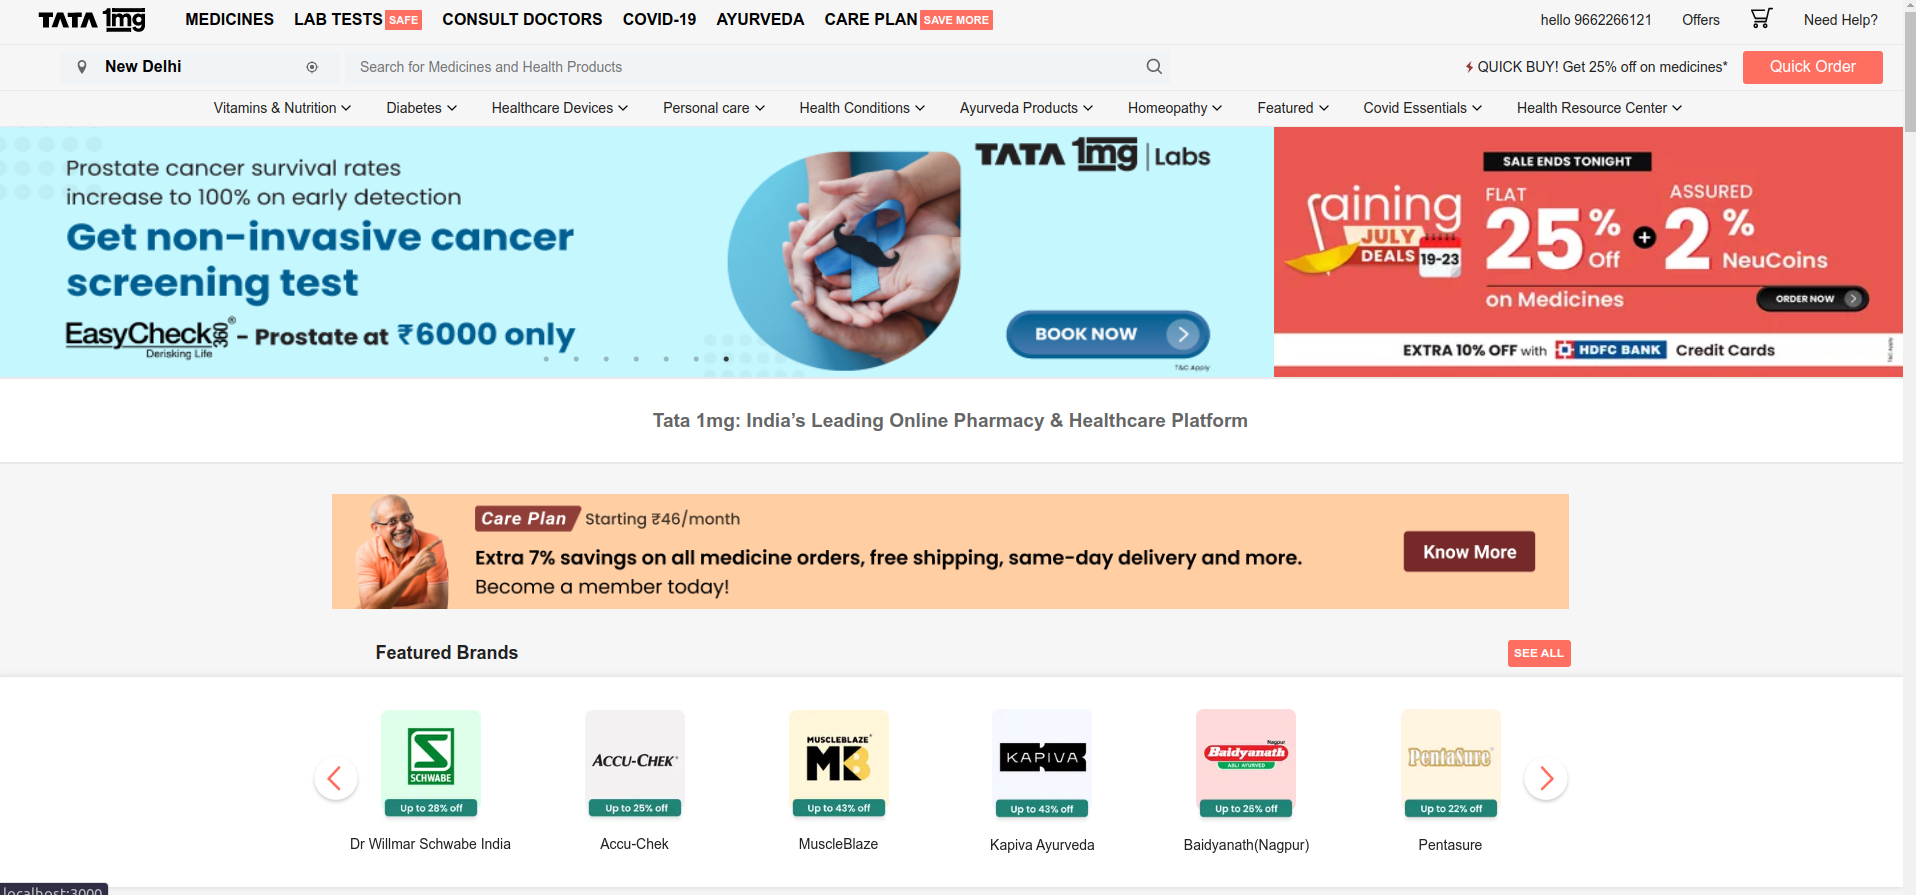 TATA 1mg
MEDICINES LAB TESTS SAFE CONSULT DOCTORS COVID-19 AYURVEDA CARE PLAN SAVE MORE
hello 9662266121 Offers Need Help?
New Delhi
Search for Medicines and Health Products
QUICK BUY! Get 25% off on medicines* Quick Order
Vitamins & Nutrition Diabetes Healthcare Devices Personal care Health Conditions Ayurveda Products Homeopathy Featured Covid Essentials Health Resource Center
Prostate cancer survival rates
increase to 100% on early detection
Get non-invasive cancer
screening test
EasyCheck360® - Prostate at ₹6000 only
Derisking Life
TATA 1mg | Labs
BOOK NOW
T&C Apply
SALE ENDS TONIGHT
raining
JULY
DEALS 19-23
FLAT
25% Off
+
ASSURED
2% NeuCoins
on Medicines
ORDER NOW
EXTRA 10% OFF with HDFC BANK Credit Cards
T&C Apply
Tata 1mg: India’s Leading Online Pharmacy & Healthcare Platform
Care Plan Starting ₹46/month
Extra 7% savings on all medicine orders, free shipping, same-day delivery and more.
Become a member today!
Know More
Featured Brands
SEE ALL
SCHWABE
Up to 28% off
Dr Willmar Schwabe India
ACCU-CHEK
Up to 25% off
Accu-Chek
MUSCLEBLAZE®
MB
Up to 43% off
MuscleBlaze
KAPIVA
Up to 43% off
Kapiva Ayurveda
Nagpur
Baidyanath
ASLI AYURVED
Up to 26% off
Baidyanath(Nagpur)
PentaSure®
Up to 22% off
Pentasure
localhost:3000